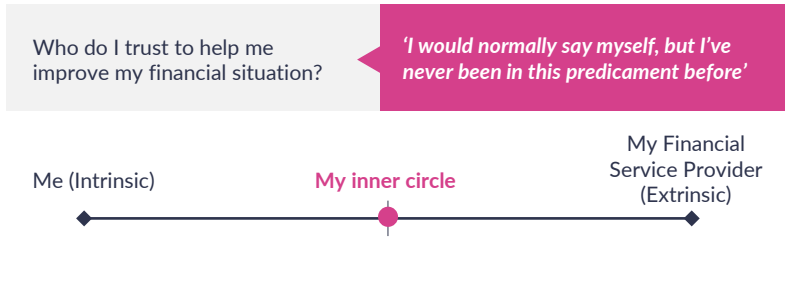 Who do I trust to help me
improve my financial situation?
‘I would normally say myself, but I’ve
never been in this predicament before’
Me (Intrinsic)
My inner circle
My Financial
Service Provider
(Extrinsic)